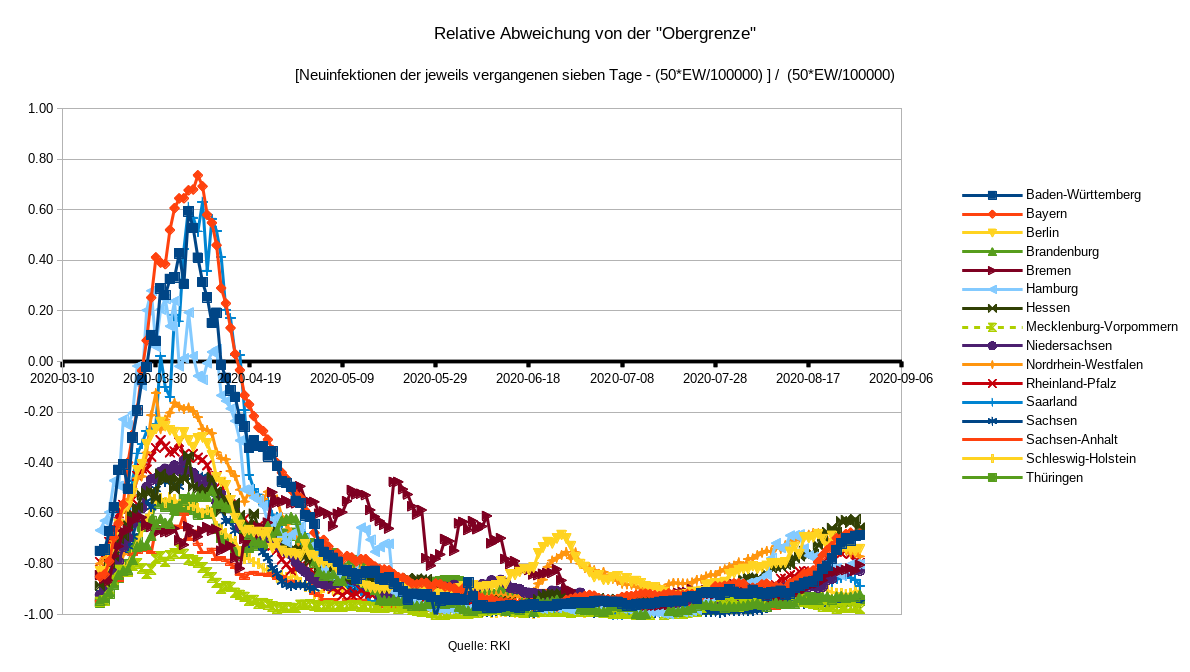 Relative Abweichung von der "Obergrenze"
[Neuinfektionen der jeweils vergangenen sieben Tage - (50*EW/100000) ] /  (50*EW/100000)
1.00
0.80
0.60
0.40
0.20
0.00
-0.20
-0.40
-0.60
-0.80
-1.00
2020-03-10 2020-03-30 2020-04-19 2020-05-09 2020-05-29 2020-06-18 2020-07-08 2020-07-28 2020-08-17 2020-09-06
Baden-Württemberg
Bayern
Berlin
Brandenburg
Bremen
Hamburg
Hessen
Mecklenburg-Vorpommern
Niedersachsen
Nordrhein-Westfalen
Rheinland-Pfalz
Saarland
Sachsen
Sachsen-Anhalt
Schleswig-Holstein
Thüringen
Quelle: RKI